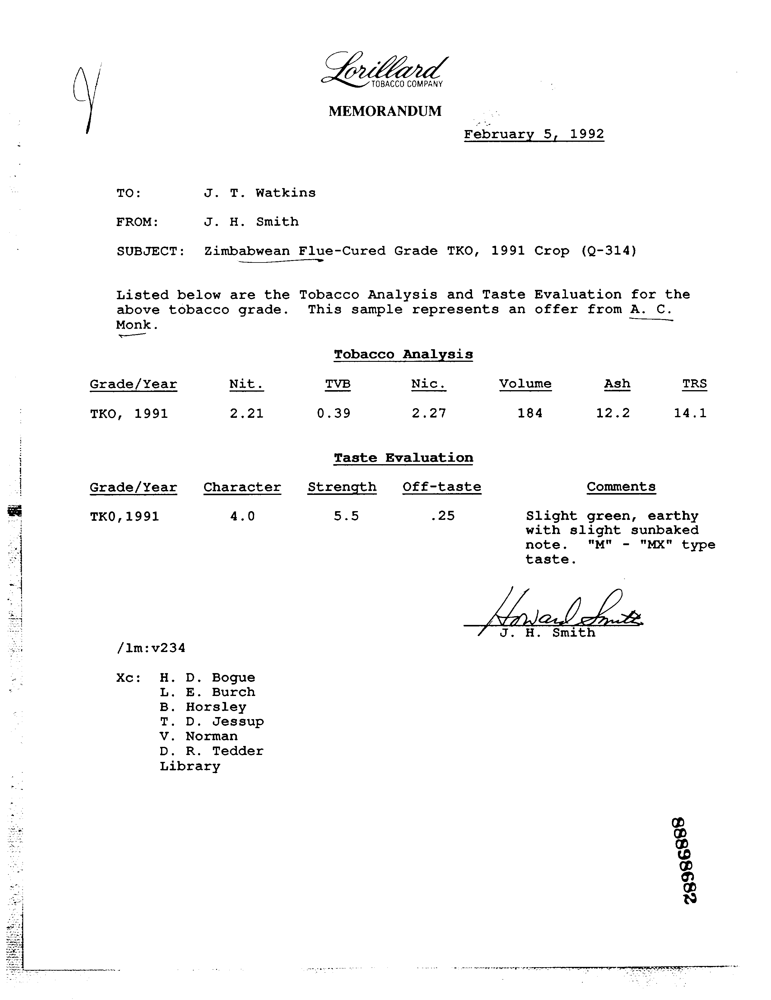 Lorillard
TOBACCO COMPANY
MEMORANDUM
February 5, 1992
TO: J. T. Watkins
FROM: J. H. Smith
SUBJECT: Zimbabwean Flue-Cured Grade TKO, 1991 Crop (Q-314)
Listed below are the Tobacco Analysis and Taste Evaluation for the
above tobacco grade. This sample represents an offer from A. C.
Monk.
Tobacco Analysis
Grade/Year Nit. TVB Nic. Volume Ash TRS
TKO, 1991 2.21 0.39 2.27 184 12.2 14.1
Taste Evaluation
Grade/Year Character Strength Off-taste Comments
TKO,1991 4.0 5.5 .25 Slight green, earthy
with slight sunbaked
note. "M" - "MX" type
taste.
Howard Smith
J. H. Smith
/lm:v234
Xc: H. D. Bogue
L. E. Burch
B. Horsley
T. D. Jessup
V. Norman
D. R. Tedder
Library
88898682